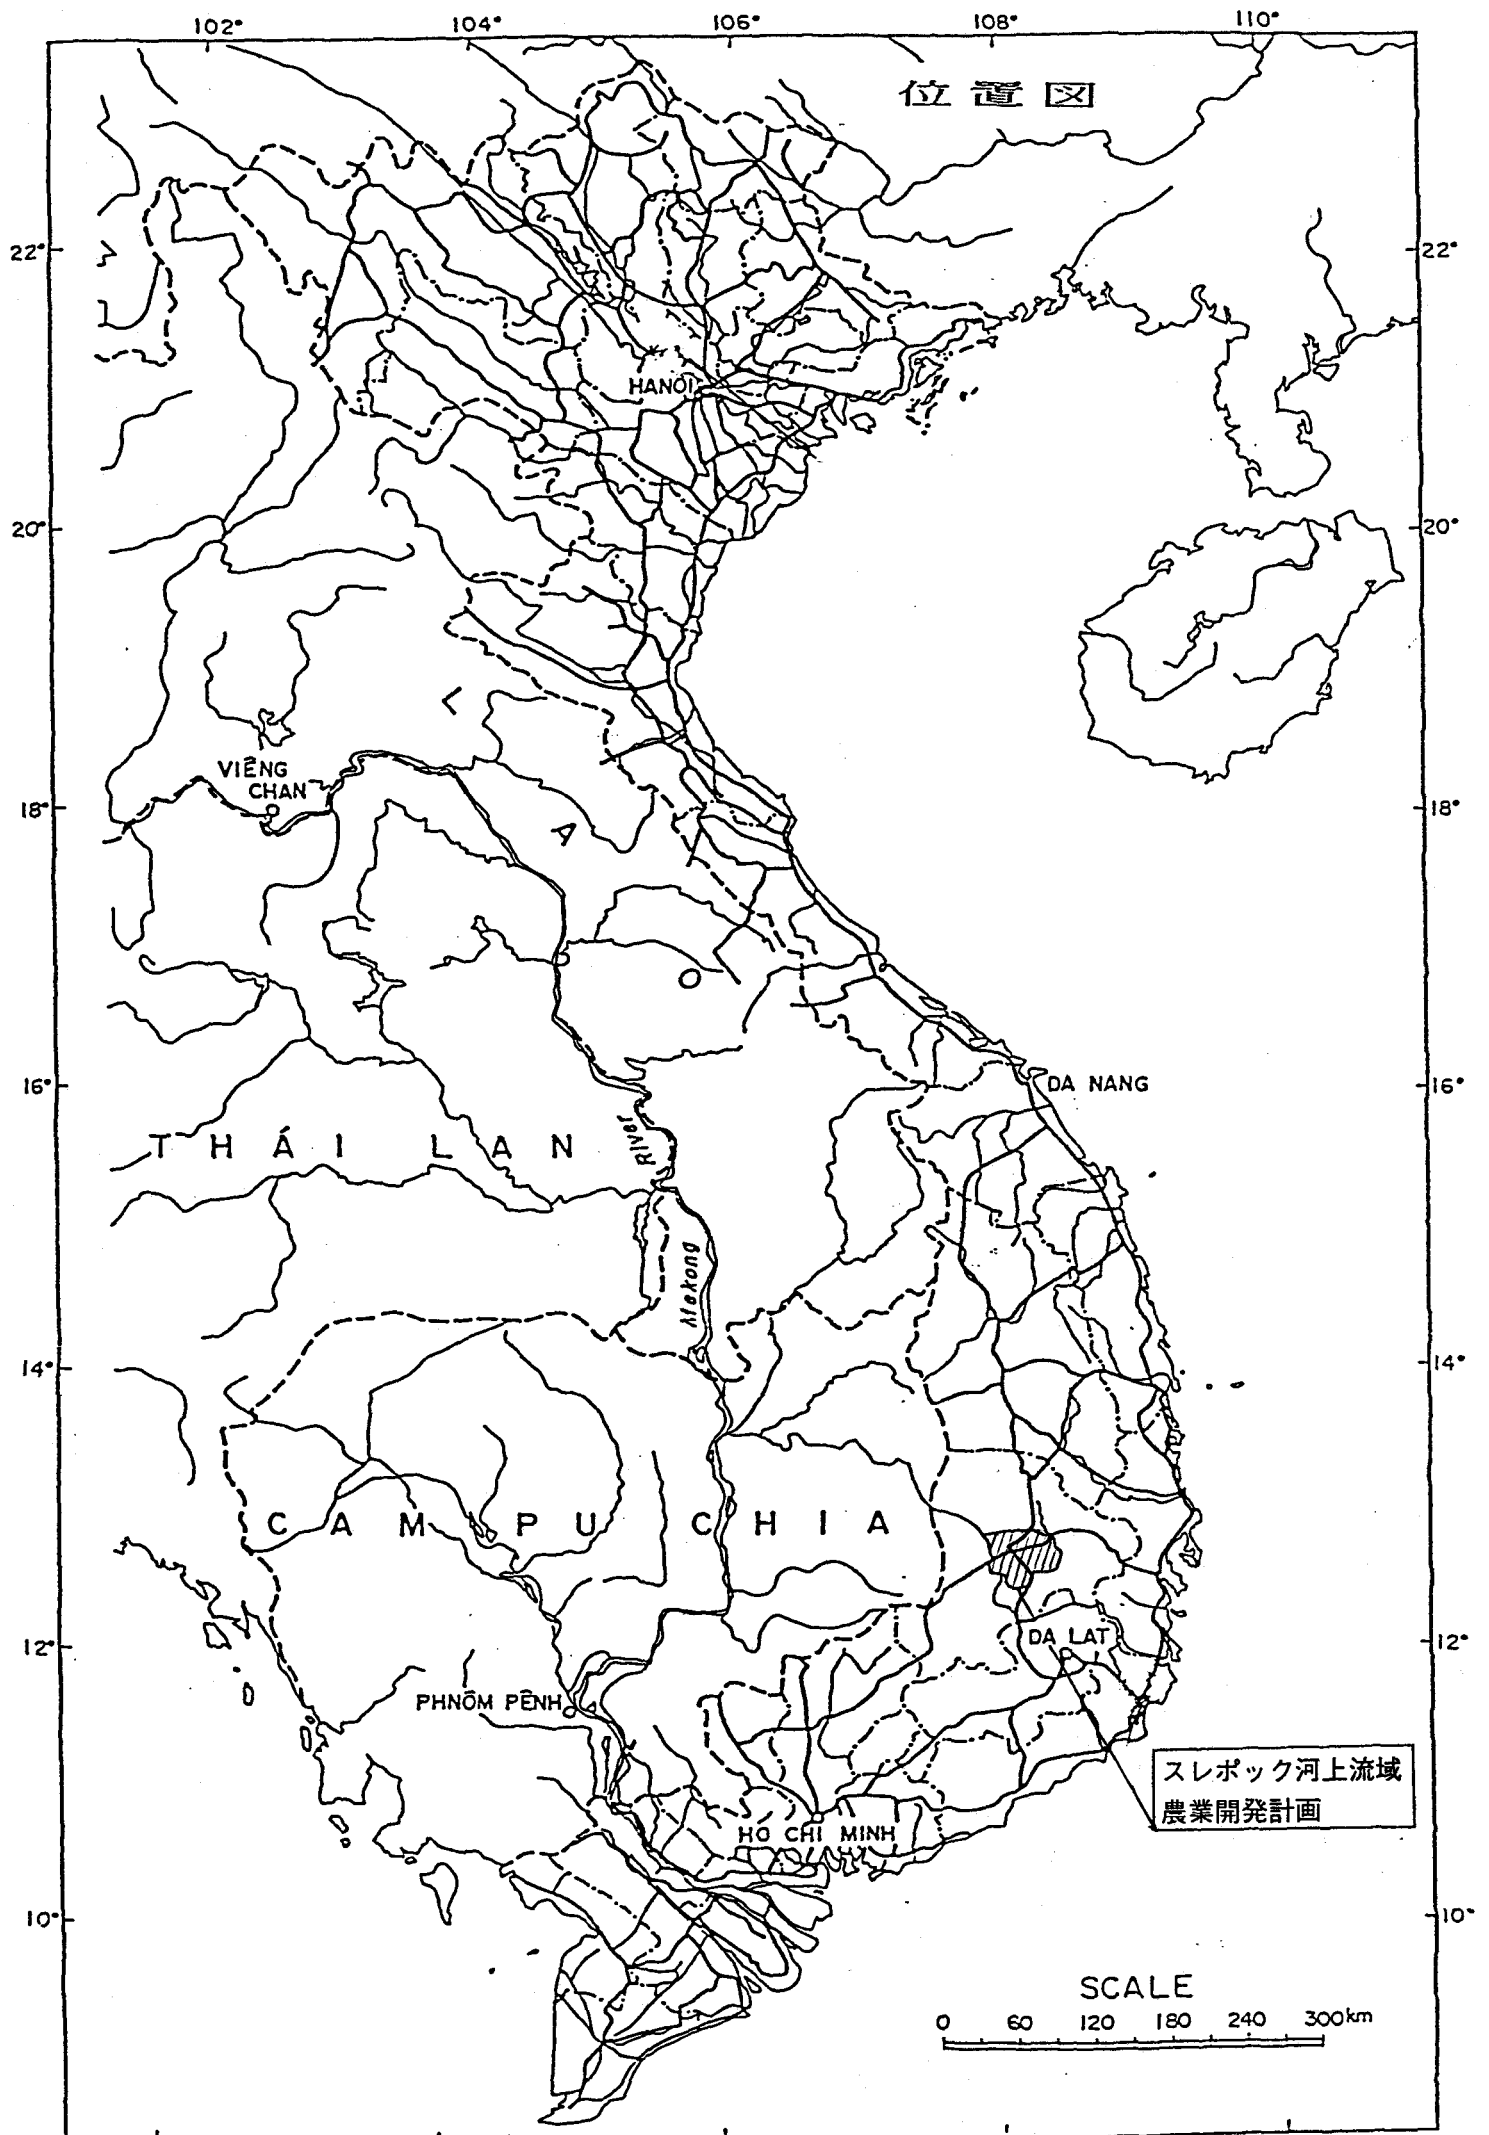 102° 104° 106° 108° 110°
位置図
22° 22°
HANOI
20° 20°
L
VIÊNG
CHAN
18° 18°
A
O
16° 16°
DA NANG
THÁI LAN
River
Mekong
14° 14°
CAMPUCHIA
12° 12°
DA LAT
PHNÔM PÊNH
スレポック河上流域
農業開発計画
HO CHI MINH
10° 10°
SCALE
0 60 120 180 240 300km